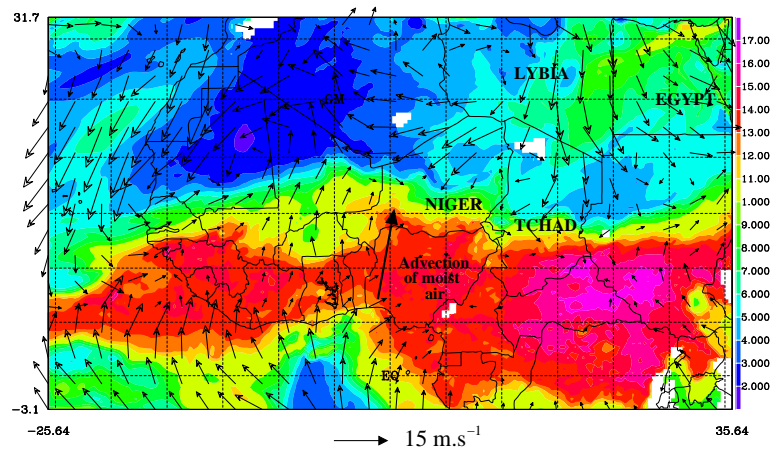 31.7
LYBIA
GM
EGYPT
NIGER
TCHAD
Advection
of moist
air
EQ
−3.1
−25.64
35.64
15 m.s−1
17.00
16.00
15.00
14.00
13.00
12.00
11.00
1.000
9.000
8.000
7.000
6.000
5.000
4.000
3.000
2.000